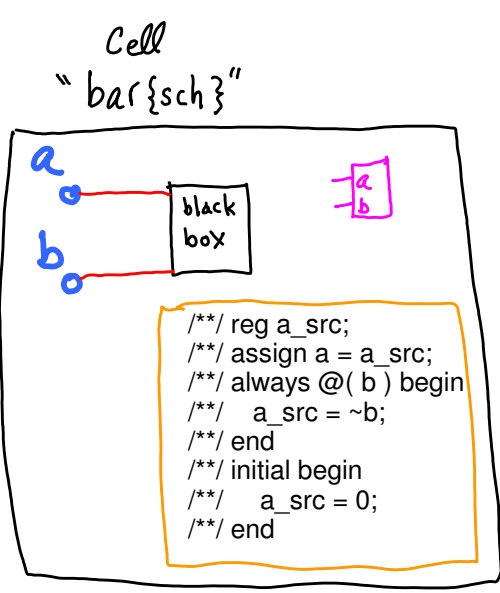 Cell
"bar{sch}"
a
b
black
box
a
b
/**/ reg a_src;
/**/ assign a = a_src;
/**/ always @( b ) begin
/**/    a_src = ~b;
/**/ end
/**/ initial begin
/**/     a_src = 0;
/**/ end